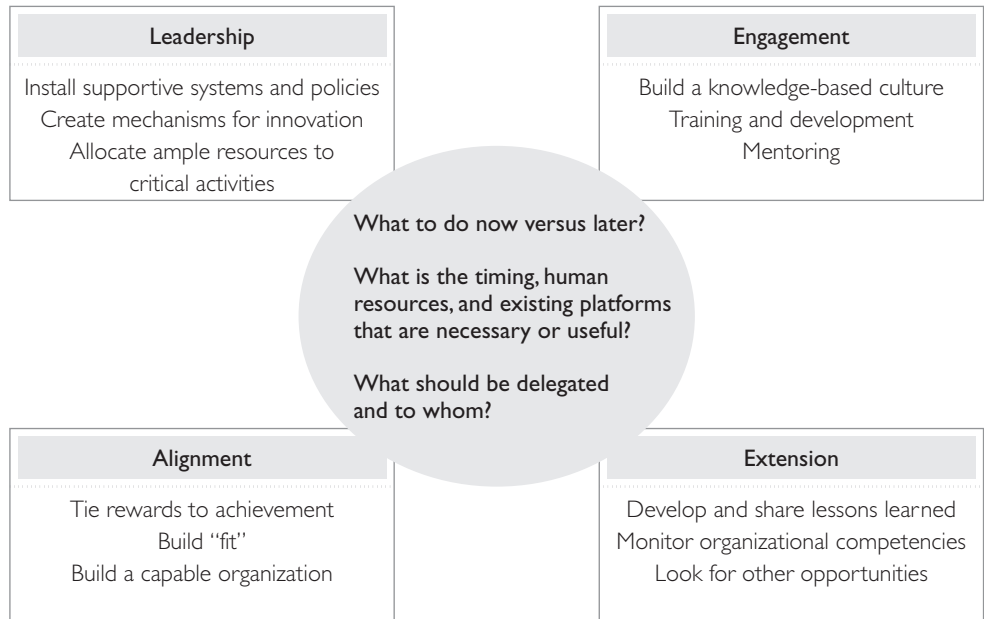 Leadership
Install supportive systems and policies
Create mechanisms for innovation
Allocate ample resources to
critical activities
Engagement
Build a knowledge-based culture
Training and development
Mentoring
What to do now versus later?
What is the timing, human
resources, and existing platforms
that are necessary or useful?
What should be delegated
and to whom?
Alignment
Tie rewards to achievement
Build “fit”
Build a capable organization
Extension
Develop and share lessons learned
Monitor organizational competencies
Look for other opportunities